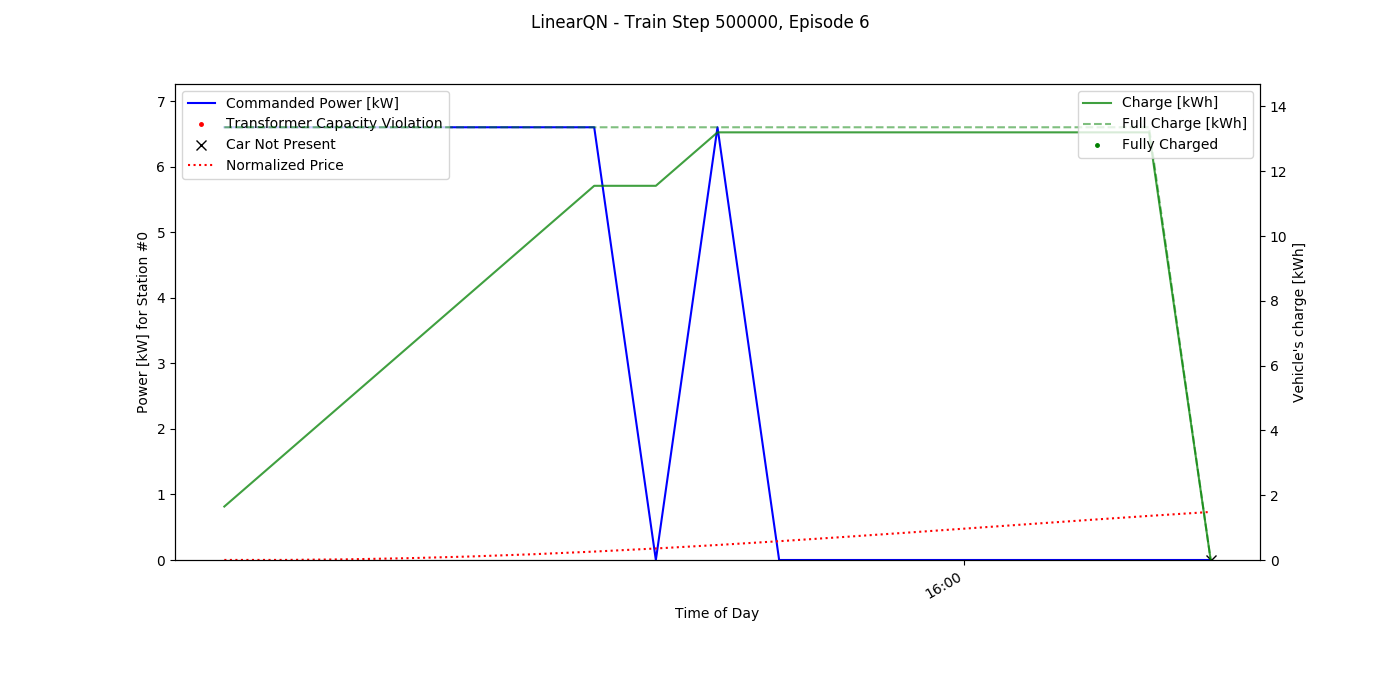 LinearQN - Train Step 500000, Episode 6
Commanded Power [kW]
Transformer Capacity Violation
Car Not Present
Normalized Price
Charge [kWh]
Full Charge [kWh]
Fully Charged
7
6
5
4
3
2
1
0
Power [kW] for Station #0
14
12
10
8
6
4
2
0
Vehicle's charge [kWh]
16:00
Time of Day